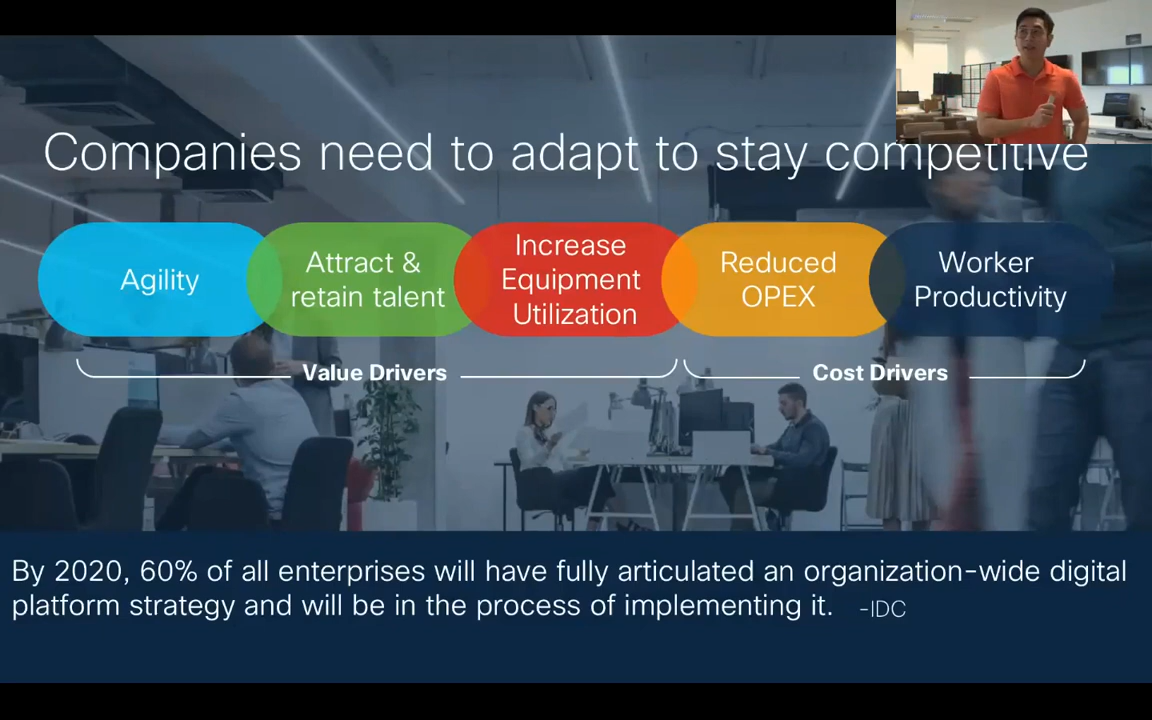 Companies need to adapt to stay competitive
Agility
Attract &
retain talent
Increase
Equipment
Utilization
Reduced
OPEX
Worker
Productivity
Value Drivers
Cost Drivers
By 2020, 60% of all enterprises will have fully articulated an organization-wide digital
platform strategy and will be in the process of implementing it. -IDC